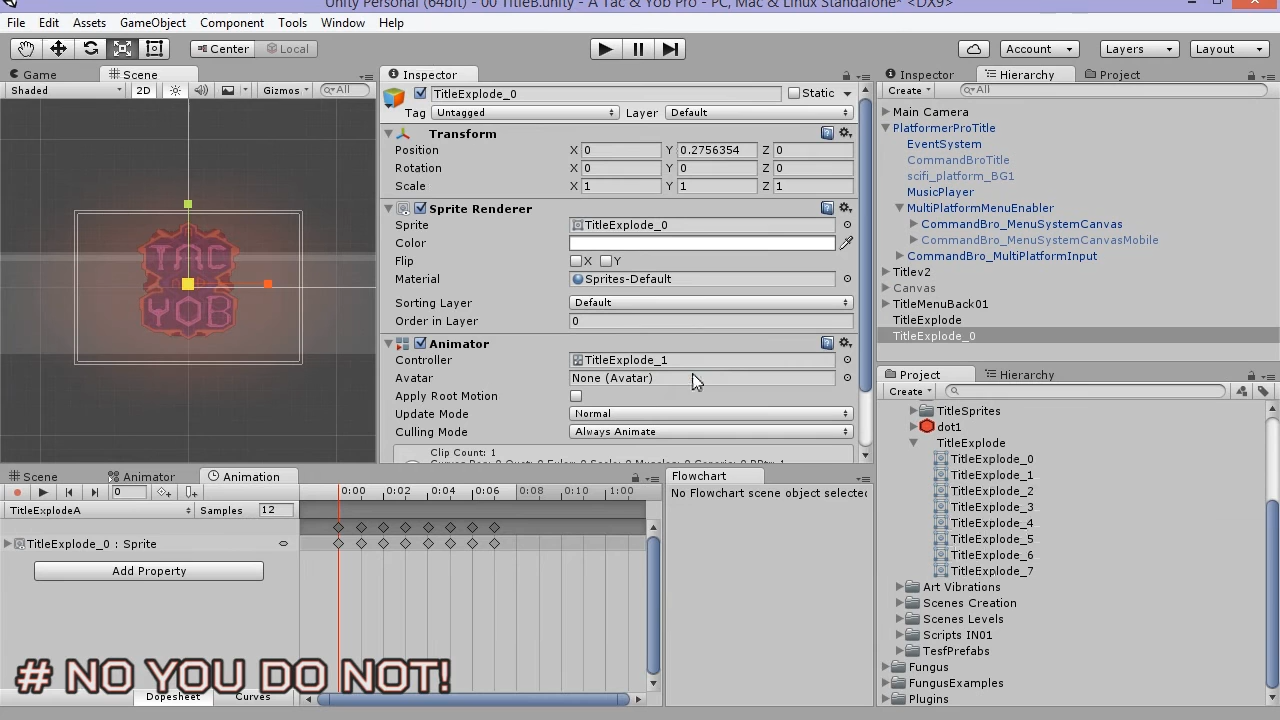 Unity Personal (64bit) - 00 TitleB.unity - A Tac & Yob Pro - PC, Mac & Linux Standalone* <DX9>
File Edit Assets GameObject Component Tools Window Help
Center Local Account Layers Layout
Game Scene
Shaded 2D Gizmos All
TAC
YOB
Inspector
TitleExplode_0 Static
Tag Untagged Layer Default
Transform
Position X 0 Y 0.2756354 Z 0
Rotation X 0 Y 0 Z 0
Scale X 1 Y 1 Z 1
Sprite Renderer
Sprite TitleExplode_0
Color
Flip X Y
Material Sprites-Default
Sorting Layer Default
Order in Layer 0
Animator
Controller TitleExplode_1
Avatar None (Avatar)
Apply Root Motion
Update Mode Normal
Culling Mode Always Animate
Clip Count: 1
Inspector Hierarchy Project
Create All
Main Camera
PlatformerProTitle
EventSystem
CommandBroTitle
scifi_platform_BG1
MusicPlayer
MultiPlatformMenuEnabler
CommandBro_MenuSystemCanvas
CommandBro_MenuSystemCanvasMobile
CommandBro_MultiPlatformInput
Titlev2
Canvas
TitleMenuBack01
TitleExplode
TitleExplode_0
Project Hierarchy
Create
TitleSprites
dot1
TitleExplode
TitleExplode_0
TitleExplode_1
TitleExplode_2
TitleExplode_3
TitleExplode_4
TitleExplode_5
TitleExplode_6
TitleExplode_7
Art Vibrations
Scenes Creation
Scenes Levels
Scripts IN01
TestPrefabs
Fungus
FungusExamples
Plugins
Scene Animator Animation
0 0:00 0:02 0:04 0:06 0:08 0:10 1:00
TitleExplodeA Samples 12
TitleExplode_0 : Sprite
Add Property
Dopesheet Curves
Flowchart
No Flowchart scene object selected
# NO YOU DO NOT!